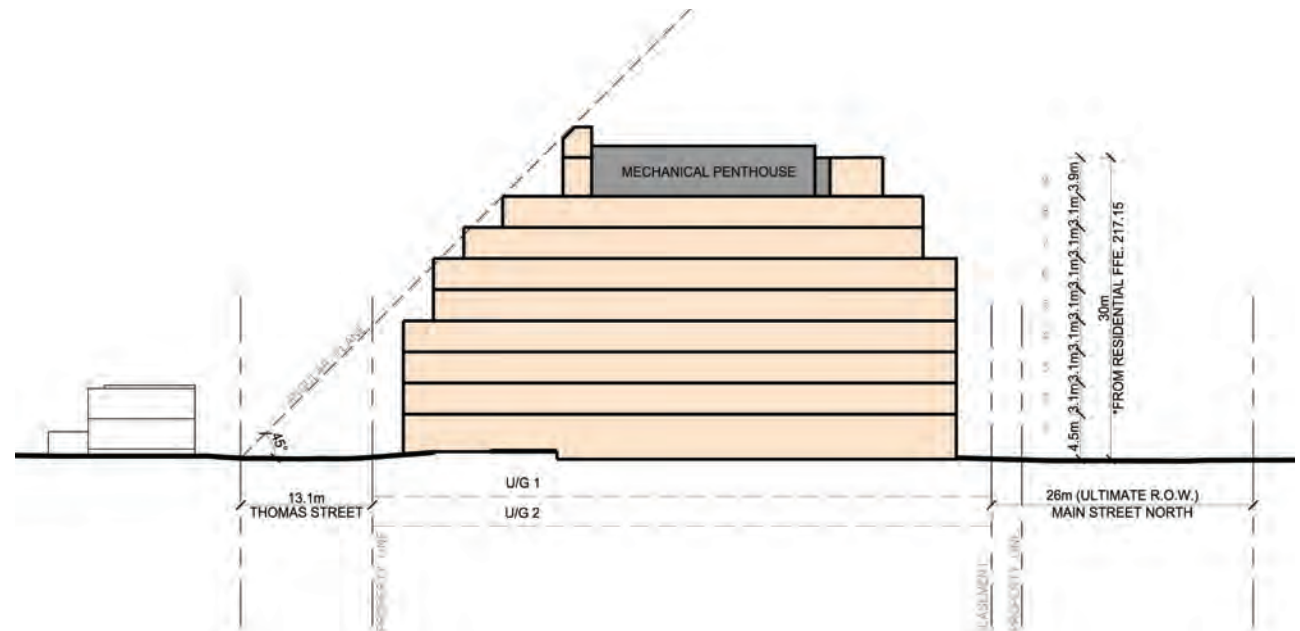 MECHANICAL PENTHOUSE
ANGULAR PLANE
45°
3.9m
3.1m
3.1m
3.1m
3.1m
3.1m
3.1m
3.1m
4.5m
30m
*FROM RESIDENTIAL FFE. 217.15
U/G 1
U/G 2
13.1m
THOMAS STREET
26m (ULTIMATE R.O.W.)
MAIN STREET NORTH
PROPERTY LINE
EASEMENT
PROPERTY LINE